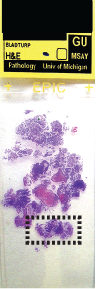 BLADTURP
GU
H&E
MSAY
Pathology Univ of Michigan
+ EPIC +